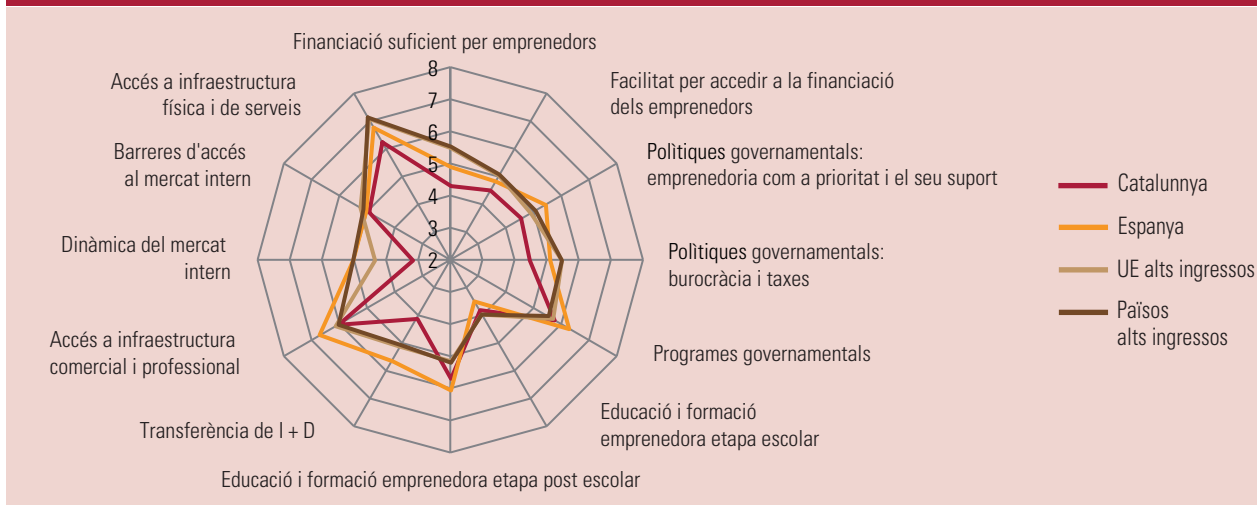 Financiació suficient per emprenedors
Facilitat per accedir a la financiació
dels emprenedors
Polìtiques governamentals:
emprenedoria com a prioritat i el seu suport
Polìtiques governamentals:
burocràcia i taxes
Programes governamentals
Educació i formació
emprenedora etapa escolar
Educació i formació emprenedora etapa post escolar
Transferència de I + D
Accés a infraestructura
comercial i professional
Dinàmica del mercat
intern
Barreres d'accés
al mercat intern
Accés a infraestructura
física i de serveis
8
7
6
5
4
3
2
Catalunnya
Espanya
UE alts ingressos
Països
alts ingressos